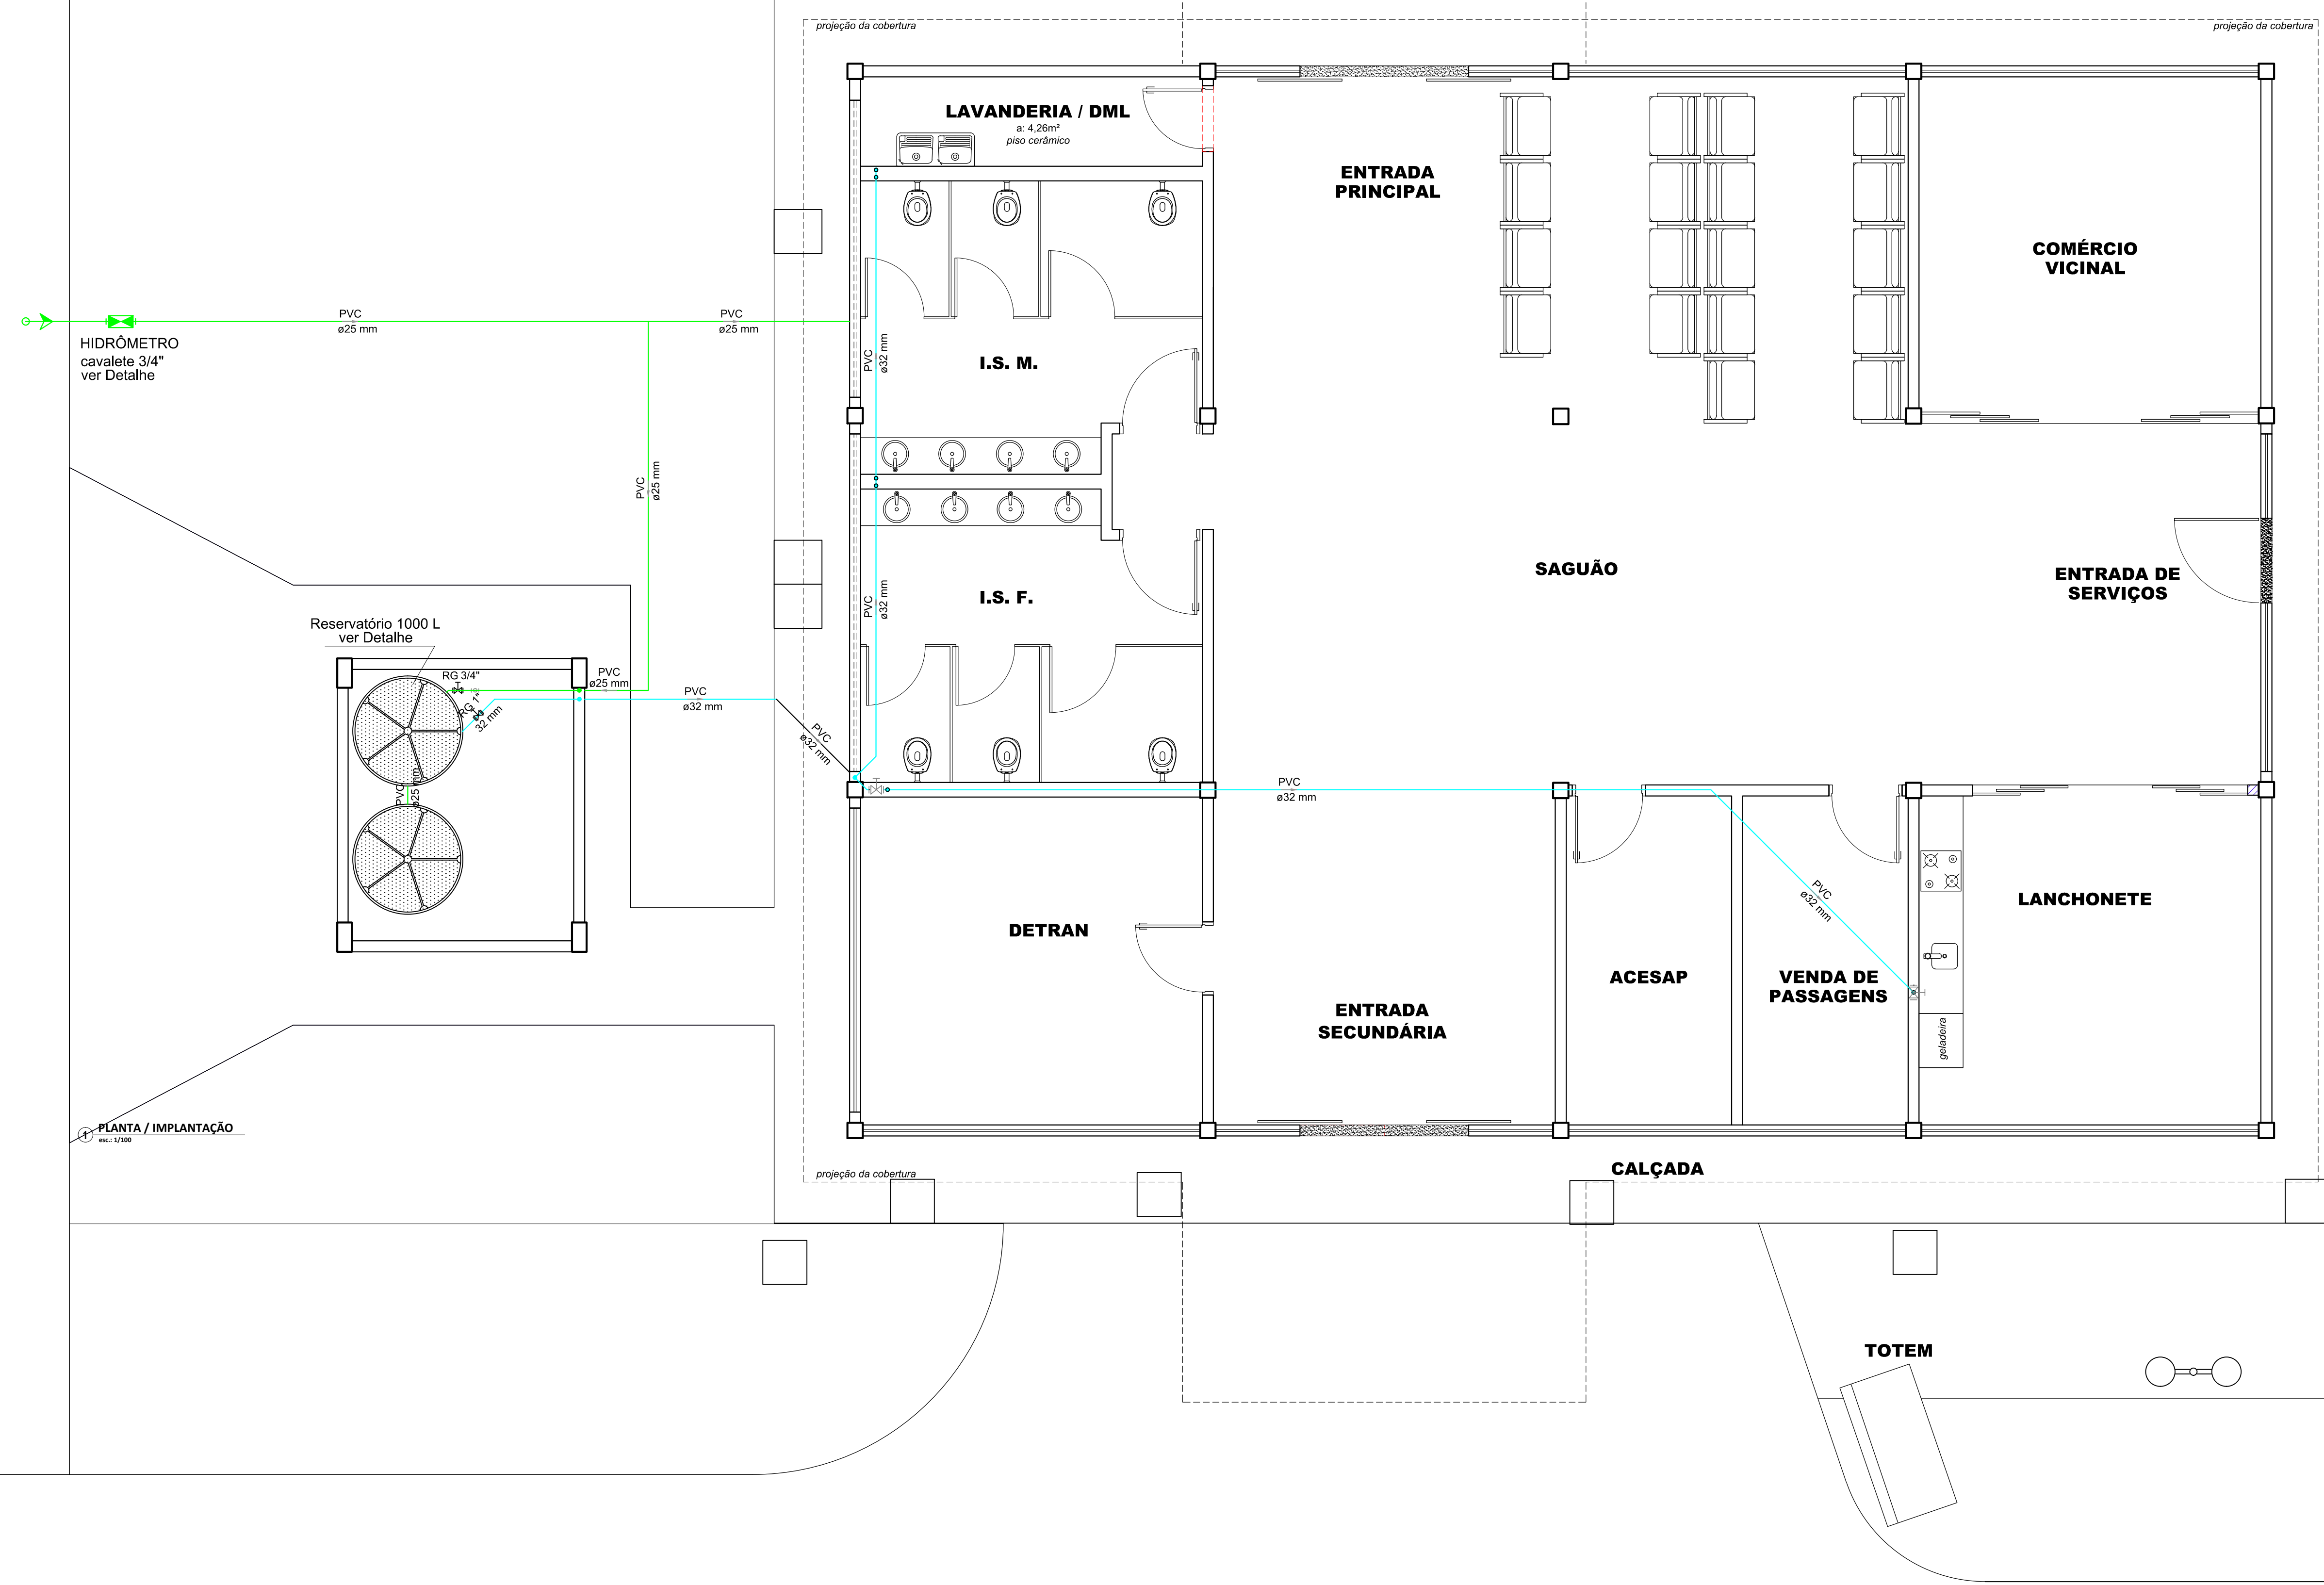 projeção da cobertura
projeção da cobertura
LAVANDERIA / DML
a: 4,26m²
piso cerâmico
ENTRADA
PRINCIPAL
COMÉRCIO
VICINAL
PVC
ø25 mm
PVC
ø25 mm
HIDRÔMETRO
cavalete 3/4"
ver Detalhe
PVC
ø32 mm
I.S. M.
PVC
ø25 mm
SAGUÃO
ENTRADA DE
SERVIÇOS
PVC
ø32 mm
I.S. F.
Reservatório 1000 L
ver Detalhe
RG 3/4"
PVC
ø25 mm
RG 1"
32 mm
PVC
ø32 mm
PVC
ø32 mm
PVC
ø25 mm
PVC
ø32 mm
PVC
ø32 mm
LANCHONETE
DETRAN
ACESAP
VENDA DE
PASSAGENS
ENTRADA
SECUNDÁRIA
geladeira
1
PLANTA / IMPLANTAÇÃO
esc.: 1/100
projeção da cobertura
CALÇADA
TOTEM